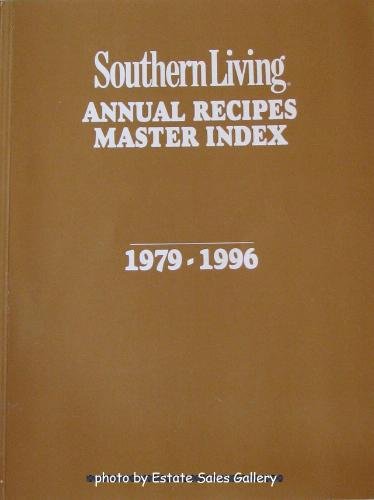 Southern Living®
ANNUAL RECIPES
MASTER INDEX
1979 - 1996
photo by Estate Sales Gallery